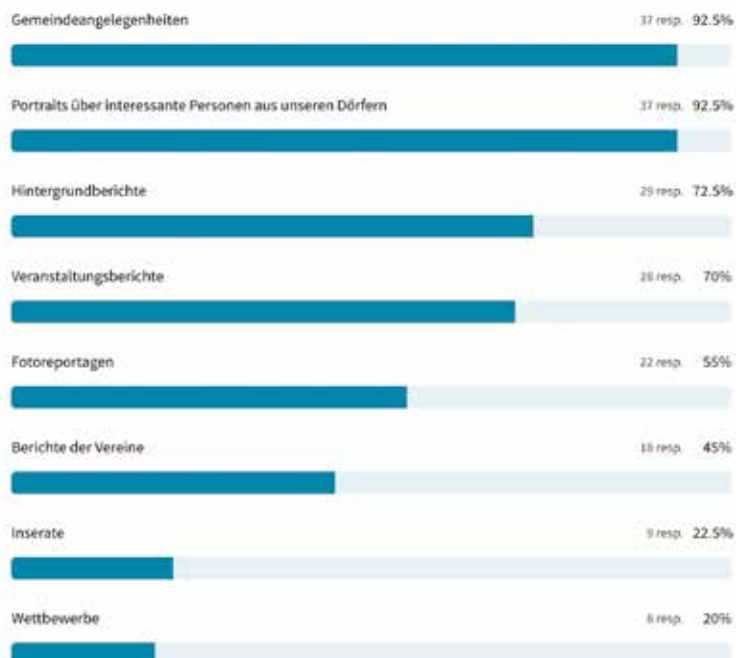 Gemeindeangelegenheiten 37 resp. 92.5%
Portraits über interessante Personen aus unseren Dörfern 37 resp. 92.5%
Hintergrundberichte 29 resp. 72.5%
Veranstaltungsberichte 28 resp. 70%
Fotoreportagen 22 resp. 55%
Berichte der Vereine 18 resp. 45%
Inserate 9 resp. 22.5%
Wettbewerbe resp. 20%